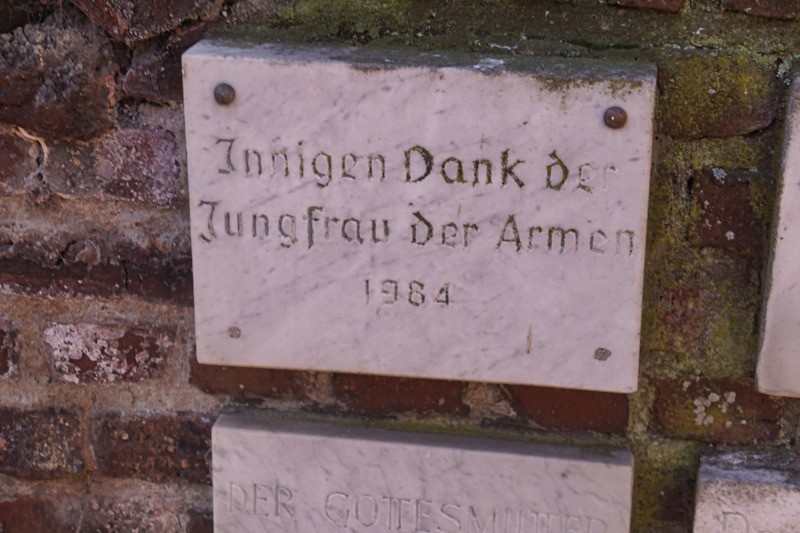 Innigen Dank der
Jungfrau der Armen
1984
DER GOTTESMUTTER